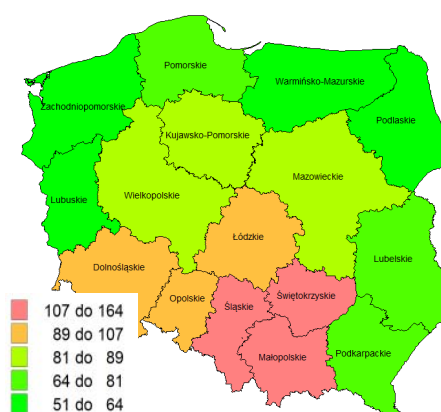 Pomorskie
Warmińsko-Mazurskie
Zachodniopomorskie
Podlaskie
Kujawsko-Pomorskie
Mazowieckie
Wielkopolskie
Lubuskie
Łódzkie
Lubelskie
Dolnośląskie
Opolskie
Śląskie
Świętokrzyskie
Małopolskie
Podkarpackie
107 do 164
89 do 107
81 do 89
64 do 81
51 do 64